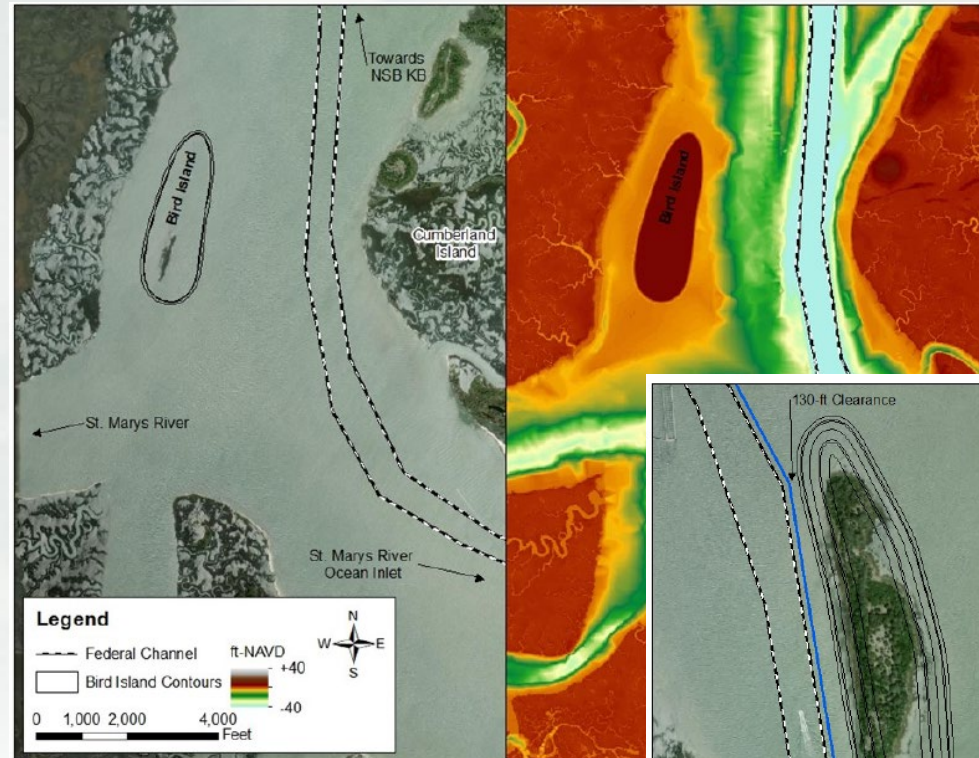 Towards
NSB KB
Bird Island
Cumberland
Island
St. Marys River
St. Marys River
Ocean Inlet
Legend
Federal Channel
Bird Island Contours
ft-NAVD
+40
-40
N
W E
S
0 1,000 2,000 4,000
Feet
Bird Island
130-ft Clearance